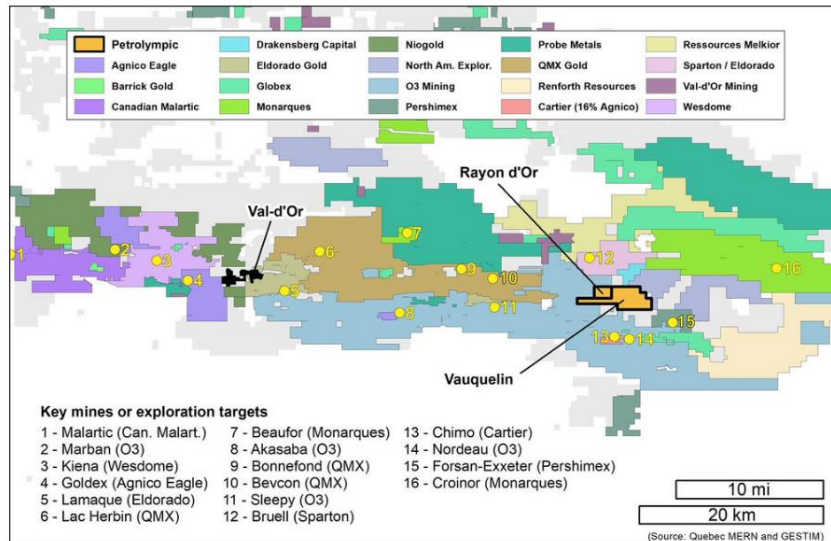 Petrolympic
Agnico Eagle
Barrick Gold
Canadian Malartic
Drakensberg Capital
Eldorado Gold
Globex
Monarques
Niogold
North Am. Explor.
O3 Mining
Pershimex
Probe Metals
QMX Gold
Renforth Resources
Cartier (16% Agnico)
Ressources Melkior
Sparton / Eldorado
Val-d'Or Mining
Wesdome
Rayon d'Or
Val-d'Or
1
2
3
4
5
6
7
8
9
10
11
12
13
14
15
16
Vauquelin
Key mines or exploration targets
1 - Malartic (Can. Malart.)
2 - Marban (O3)
3 - Kiena (Wesdome)
4 - Goldex (Agnico Eagle)
5 - Lamaque (Eldorado)
6 - Lac Herbin (QMX)
7 - Beaufor (Monarques)
8 - Akasaba (O3)
9 - Bonnefond (QMX)
10 - Bevcon (QMX)
11 - Sleepy (O3)
12 - Bruell (Sparton)
13 - Chimo (Cartier)
14 - Nordeau (O3)
15 - Forsan-Exxeter (Pershimex)
16 - Croinor (Monarques)
10 mi
20 km
(Source: Quebec MERN and GESTIM)